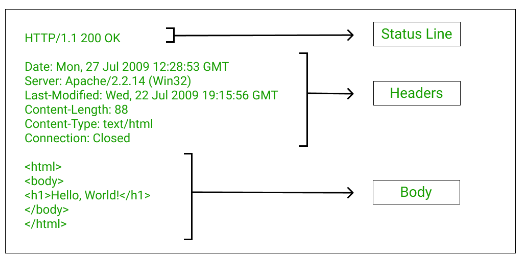 HTTP/1.1 200 OK
Status Line
Date: Mon, 27 Jul 2009 12:28:53 GMT
Server: Apache/2.2.14 (Win32)
Last-Modified: Wed, 22 Jul 2009 19:15:56 GMT
Content-Length: 88
Content-Type: text/html
Connection: Closed
Headers
<html>
<body>
<h1>Hello, World!</h1>
</body>
</html>
Body